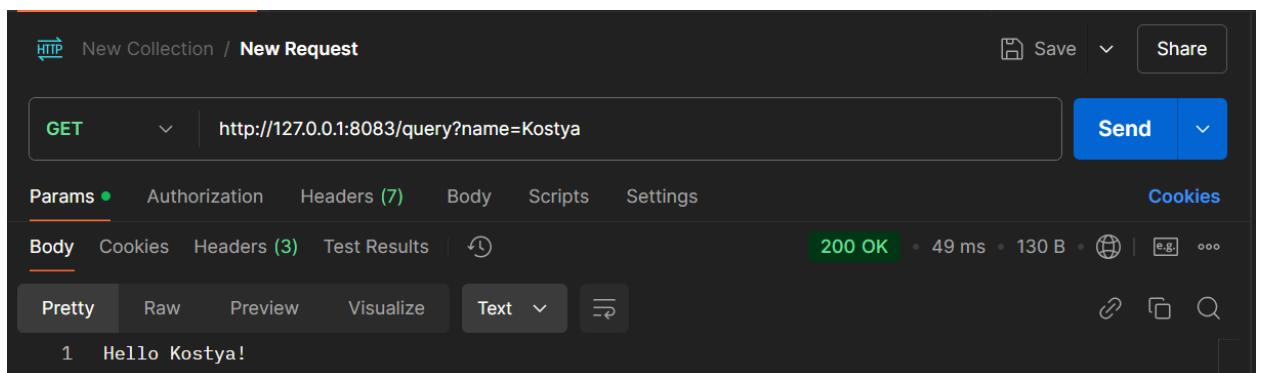 HTTP New Collection / New Request Save Share
GET http://127.0.0.1:8083/query?name=Kostya Send
Params Authorization Headers (7) Body Scripts Settings Cookies
Body Cookies Headers (3) Test Results 200 OK • 49 ms • 130 B • e.g.
Pretty Raw Preview Visualize Text
1 Hello Kostya!